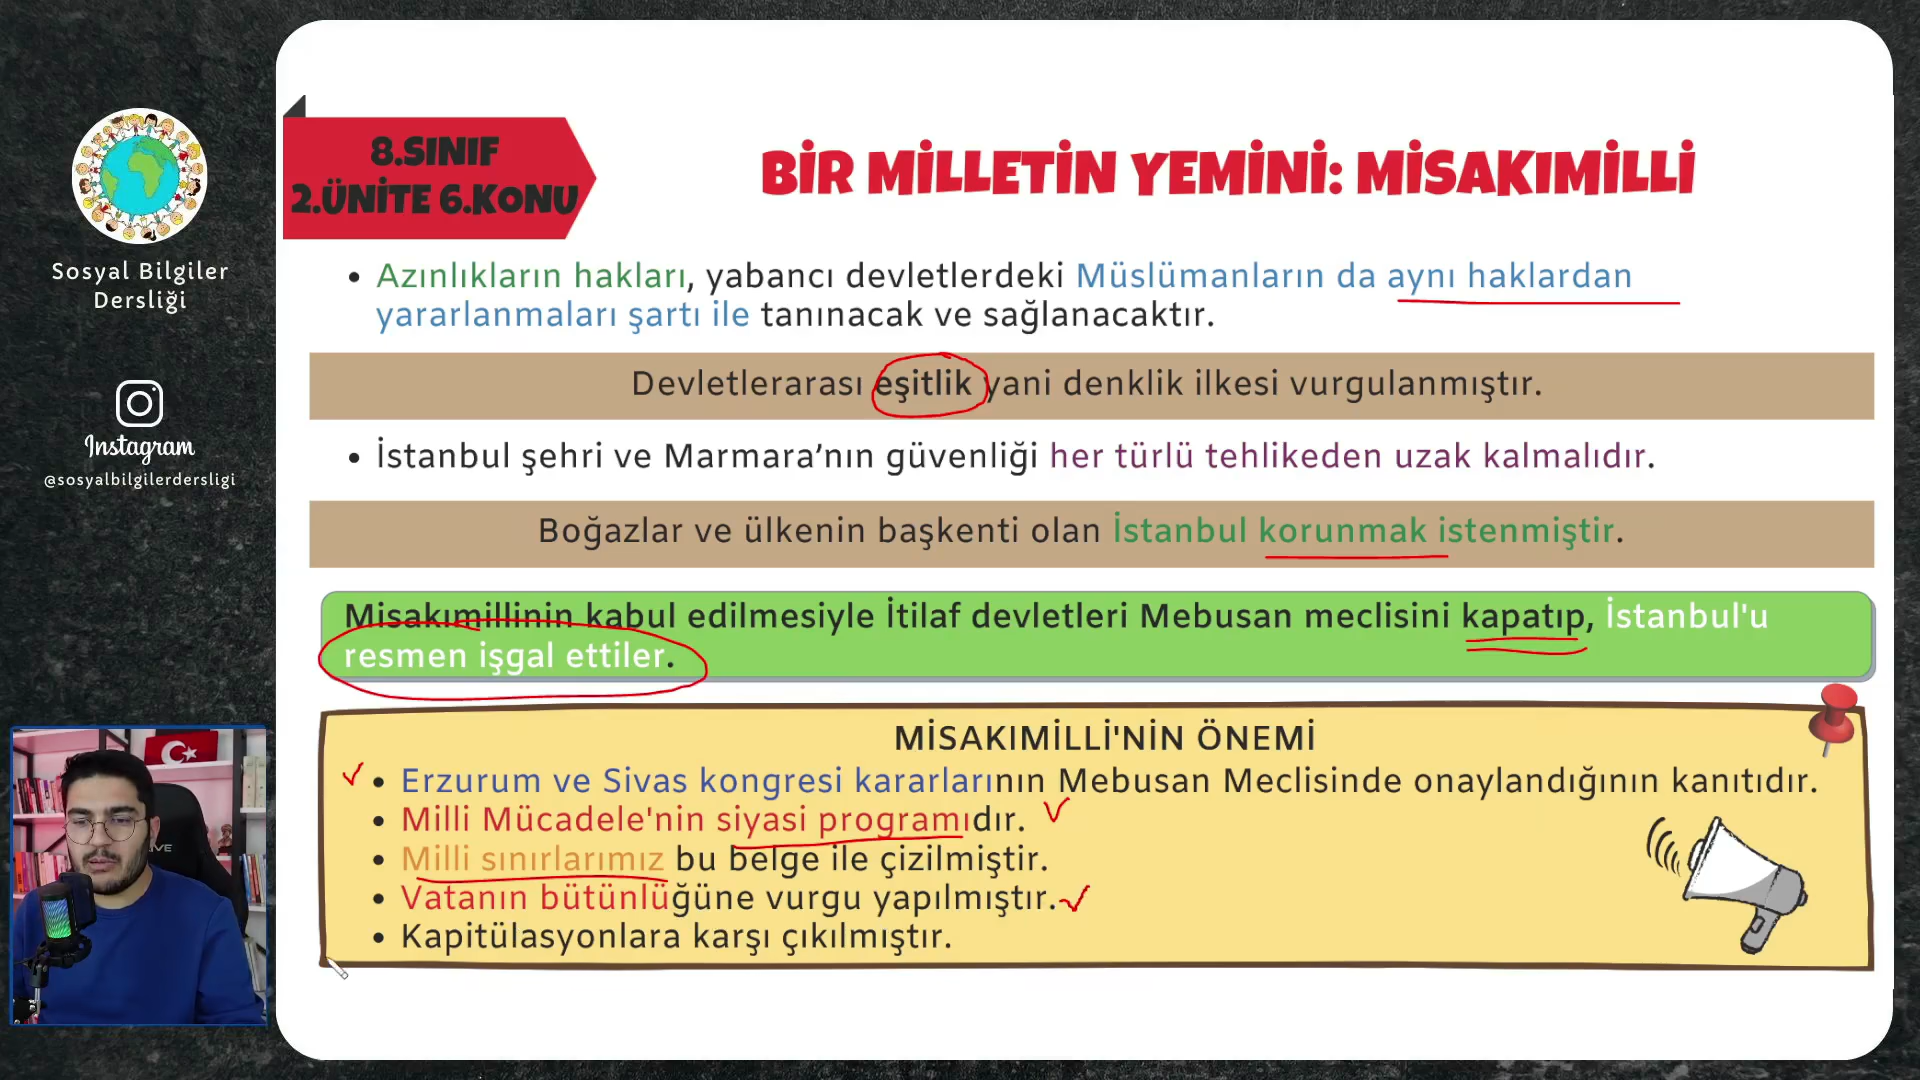 8.SINIF
2.ÜNİTE 6.KONU
BİR MİLLETİN YEMİNİ: MİSAKIMİLLİ
Sosyal Bilgiler
Dersliği
Instagram
@sosyalbilgilerdersligi
• Azınlıkların hakları, yabancı devletlerdeki Müslümanların da aynı haklardan
yararlanmaları şartı ile tanınacak ve sağlanacaktır.
Devletlerarası eşitlik yani denklik ilkesi vurgulanmıştır.
• İstanbul şehri ve Marmara’nın güvenliği her türlü tehlikeden uzak kalmalıdır.
Boğazlar ve ülkenin başkenti olan İstanbul korunmak istenmiştir.
Misakımillinin kabul edilmesiyle İtilaf devletleri Mebusan meclisini kapatıp, İstanbul'u
resmen işgal ettiler.
MİSAKIMİLLİ'NİN ÖNEMİ
• Erzurum ve Sivas kongresi kararlarının Mebusan Meclisinde onaylandığının kanıtıdır.
• Milli Mücadele'nin siyasi programıdır.
• Milli sınırlarımız bu belge ile çizilmiştir.
• Vatanın bütünlüğüne vurgu yapılmıştır.
• Kapitülasyonlara karşı çıkılmıştır.